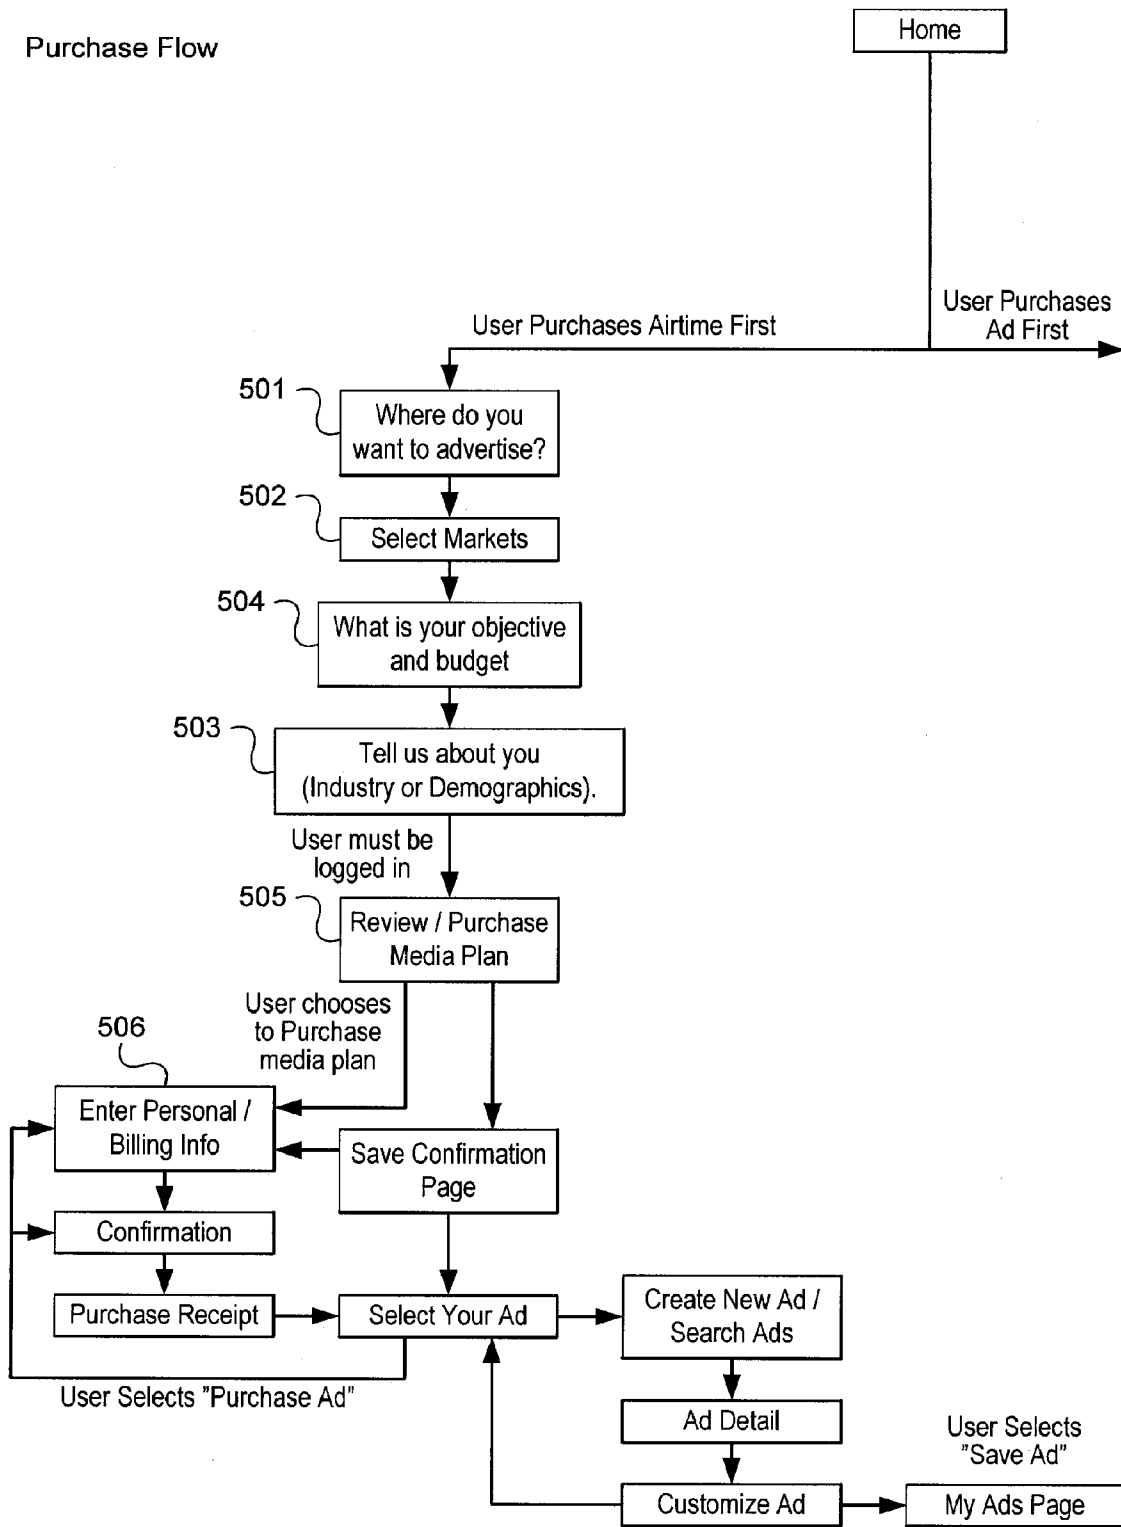 Purchase Flow
Home
User Purchases
Ad First
User Purchases Airtime First
501
Where do you
want to advertise?
502
Select Markets
504
What is your objective
and budget
503
Tell us about you
(Industry or Demographics).
User must be
logged in
505
Review / Purchase
Media Plan
User chooses
to Purchase
media plan
506
Enter Personal /
Billing Info
Save Confirmation
Page
Confirmation
Purchase Receipt
Select Your Ad
Create New Ad /
Search Ads
User Selects "Purchase Ad"
Ad Detail
User Selects
"Save Ad"
Customize Ad
My Ads Page